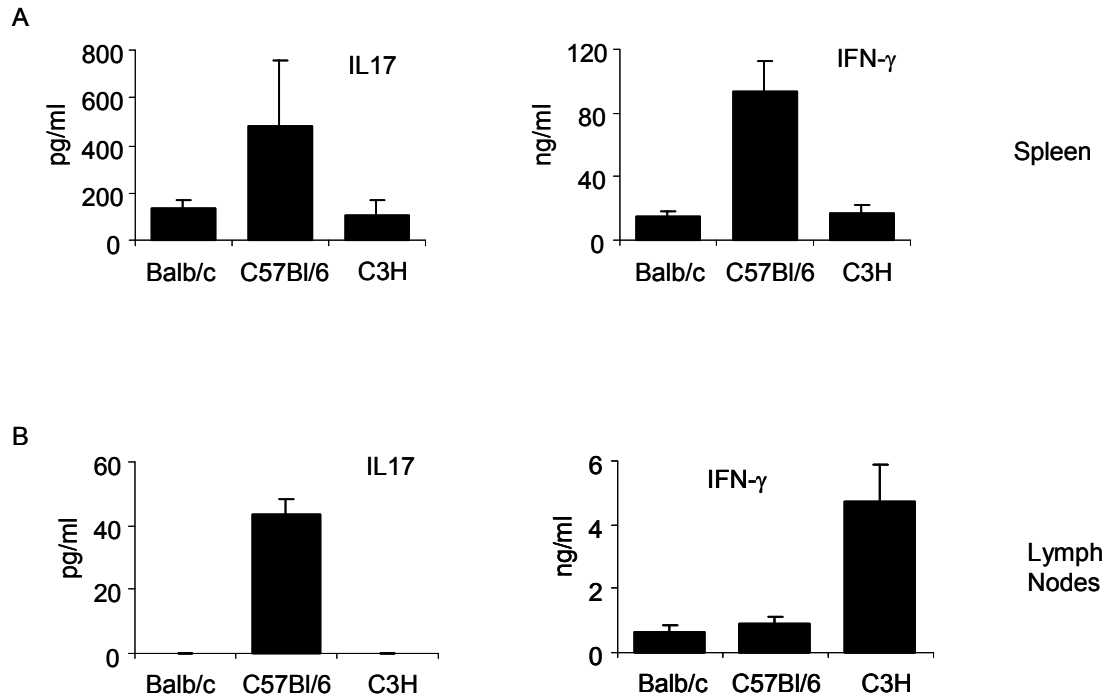 A
IL17
pg/ml
800
600
400
200
0
Balb/c C57Bl/6 C3H
IFN-γ
ng/ml
120
80
40
0
Balb/c C57Bl/6 C3H
Spleen
B
IL17
pg/ml
60
40
20
0
Balb/c C57Bl/6 C3H
IFN-γ
ng/ml
6
4
2
0
Balb/c C57Bl/6 C3H
Lymph
Nodes